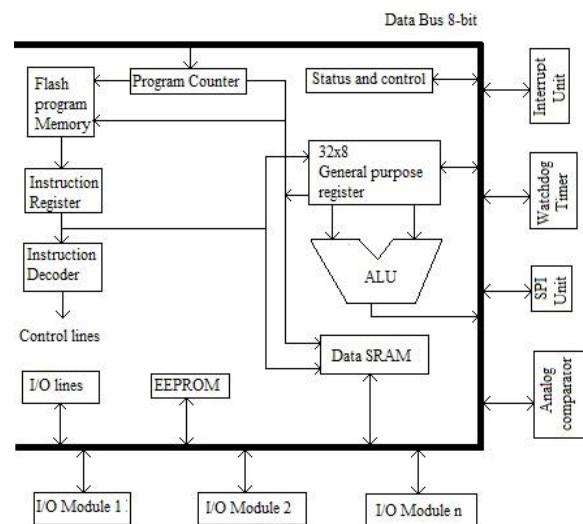 Data Bus 8-bit
Program Counter
Status and control
Flash
program
Memory
Interrupt
Unit
32x8
General purpose
register
Instruction
Register
Watchdog
Timer
Instruction
Decoder
ALU
SPI
Unit
Control lines
Data SRAM
I/O lines
EEPROM
Analog
comparator
I/O Module 1
I/O Module 2
I/O Module n